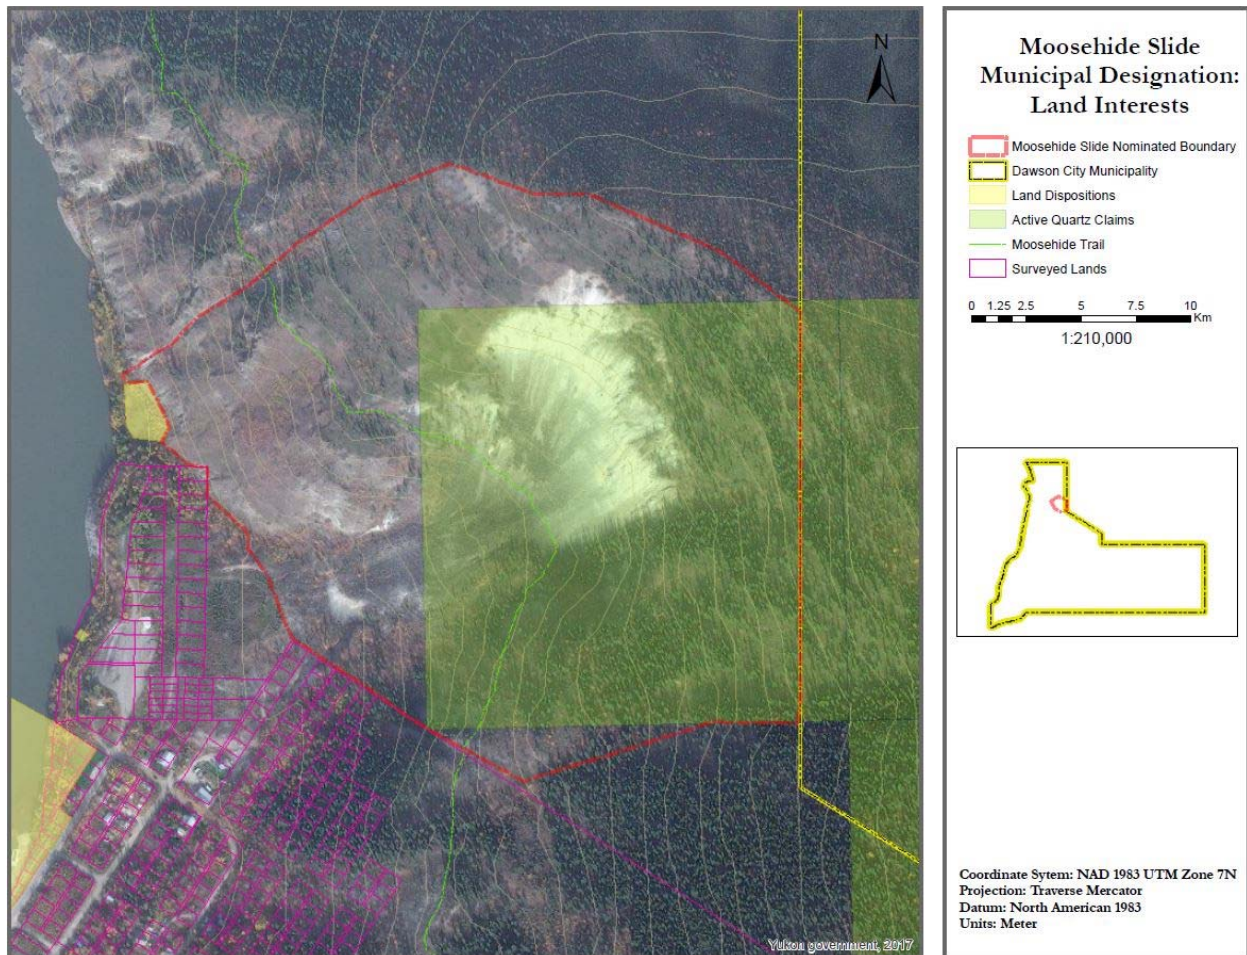 N
Yukon government, 2017
Moosehide Slide
Municipal Designation:
Land Interests
Moosehide Slide Nominated Boundary
Dawson City Municipality
Land Dispositions
Active Quartz Claims
Moosehide Trail
Surveyed Lands
0 1.25 2.5 5 7.5 10
Km
1:210,000
Coordinate Sytem: NAD 1983 UTM Zone 7N
Projection: Traverse Mercator
Datum: North American 1983
Units: Meter